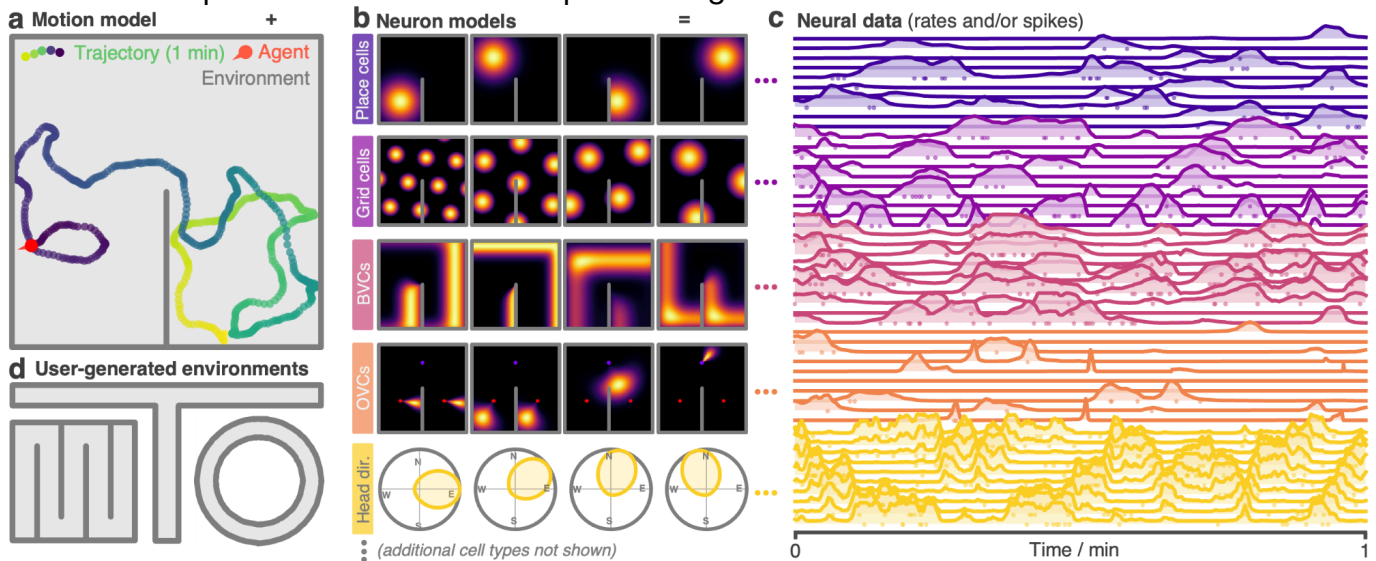 a Motion model +
Trajectory (1 min) Agent
Environment
b Neuron models =
Place cells
Grid cells
BVCs
OVCs
Head dir.
N
E
S
W
N
E
S
W
N
E
S
W
N
E
S
W
(additional cell types not shown)
c Neural data (rates and/or spikes)
0 Time / min 1
d User-generated environments